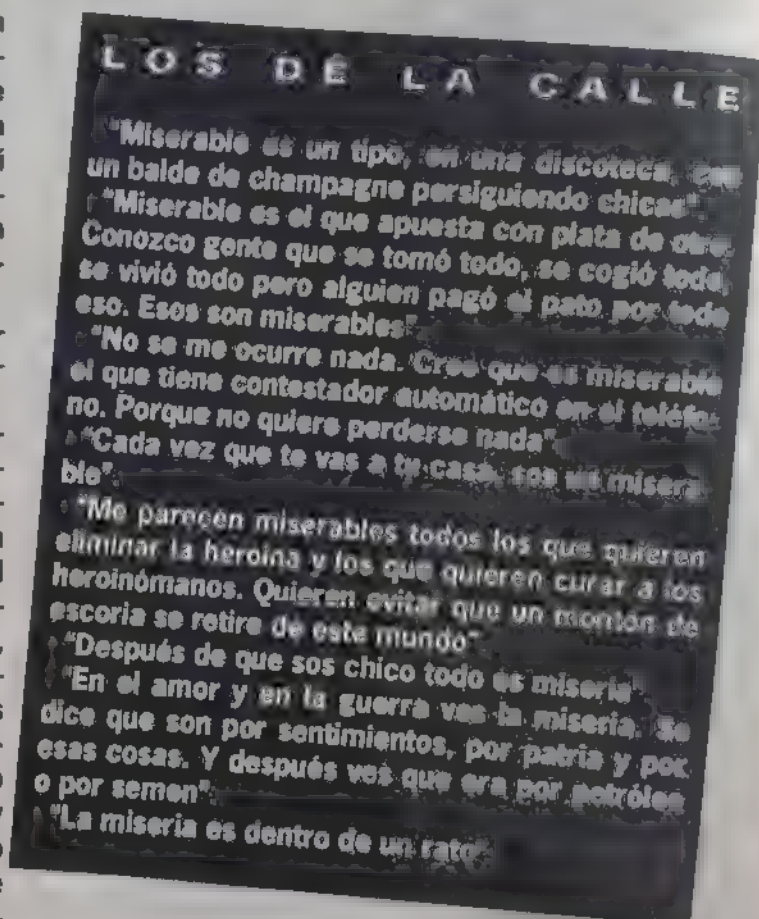 LOS DE LA CALLE
"Miserable es un tipo, en una discoteca, con
un balde de champagne persiguiendo chicas".
"Miserable es el que apuesta con plata de otro.
Conozco gente que se tomó todo, se cogió todo,
se vivió todo pero alguien pagó el pato por todo
eso. Esos son miserables".
"No se me ocurre nada. Creo que es miserable
el que tiene contestador automático en el teléfo-
no. Porque no quiere perderse nada"
"Cada vez que te vas a tu casa, sos un misera-
ble".
"Me parecen miserables todos los que quieren
eliminar la heroína y los que quieren curar a los
heroinómanos. Quieren evitar que un montón de
escoria se retire de este mundo"
"Después de que sos chico todo es miseria".
"En el amor y en la guerra ves la miseria. Se
dice que son por sentimientos, por patria y por
esas cosas. Y después ves que era por petróleo
o por semen".
"La miseria es dentro de un rato".